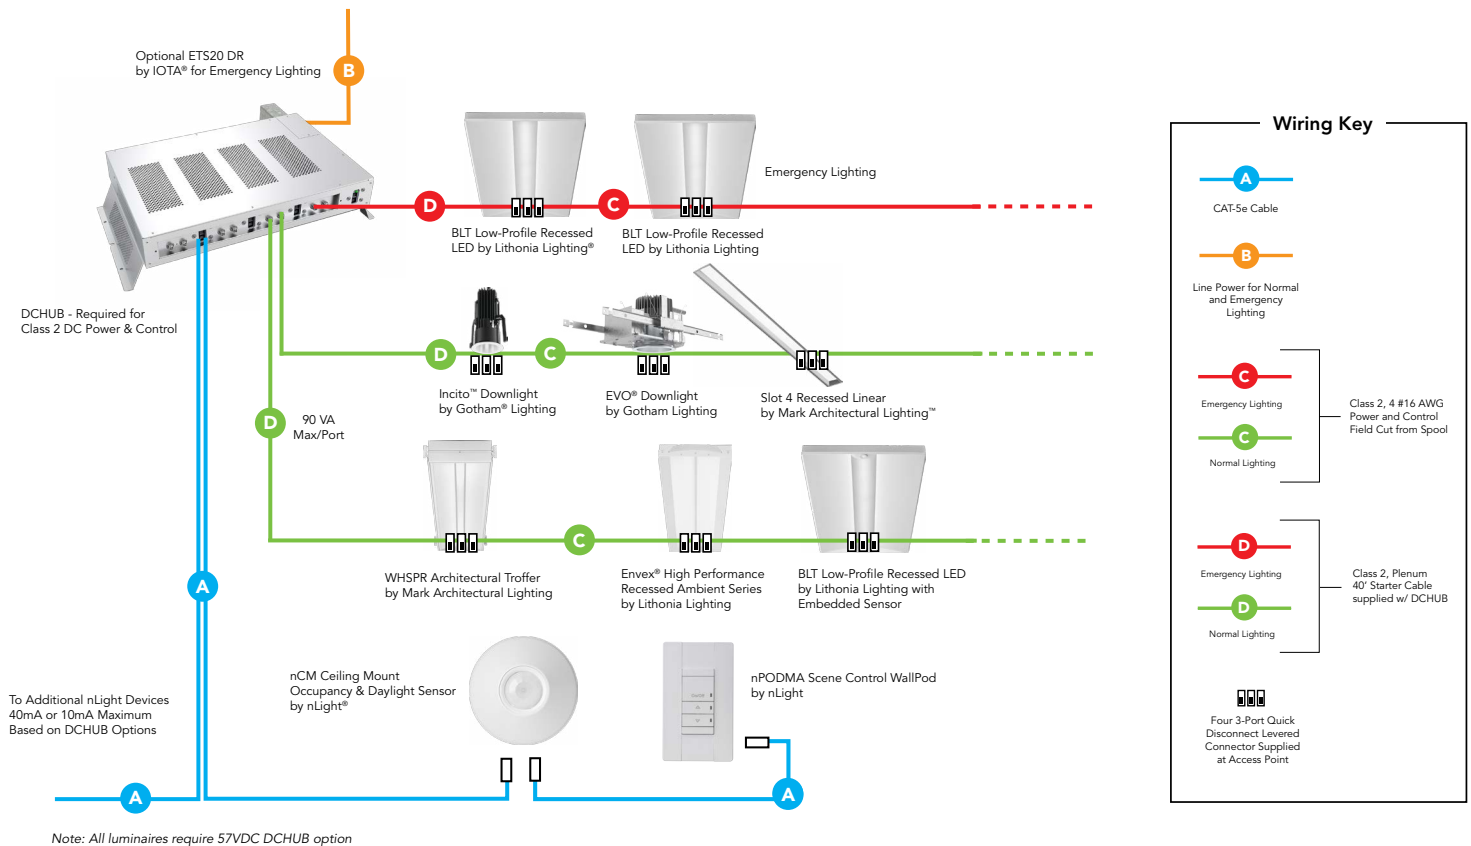 Optional ETS20 DR
by IOTA® for Emergency Lighting
B
DCHUB - Required for
Class 2 DC Power & Control
D
C
Emergency Lighting
BLT Low-Profile Recessed
LED by Lithonia Lighting®
BLT Low-Profile Recessed
LED by Lithonia Lighting
D
C
Incito™ Downlight
by Gotham® Lighting
EVO® Downlight
by Gotham Lighting
Slot 4 Recessed Linear
by Mark Architectural Lighting™
D
90 VA
Max/Port
C
WHSPR Architectural Troffer
by Mark Architectural Lighting
Envex® High Performance
Recessed Ambient Series
by Lithonia Lighting
BLT Low-Profile Recessed LED
by Lithonia Lighting with
Embedded Sensor
A
nCM Ceiling Mount
Occupancy & Daylight Sensor
by nLight®
nPODMA Scene Control WallPod
by nLight
To Additional nLight Devices
40mA or 10mA Maximum
Based on DCHUB Options
A
A
Note: All luminaires require 57VDC DCHUB option
Wiring Key
A
CAT-5e Cable
B
Line Power for Normal
and Emergency
Lighting
C
Emergency Lighting
C
Normal Lighting
Class 2, 4 #16 AWG
Power and Control
Field Cut from Spool
D
Emergency Lighting
D
Normal Lighting
Class 2, Plenum
40' Starter Cable
supplied w/ DCHUB
Four 3-Port Quick
Disconnect Levered
Connector Supplied
at Access Point